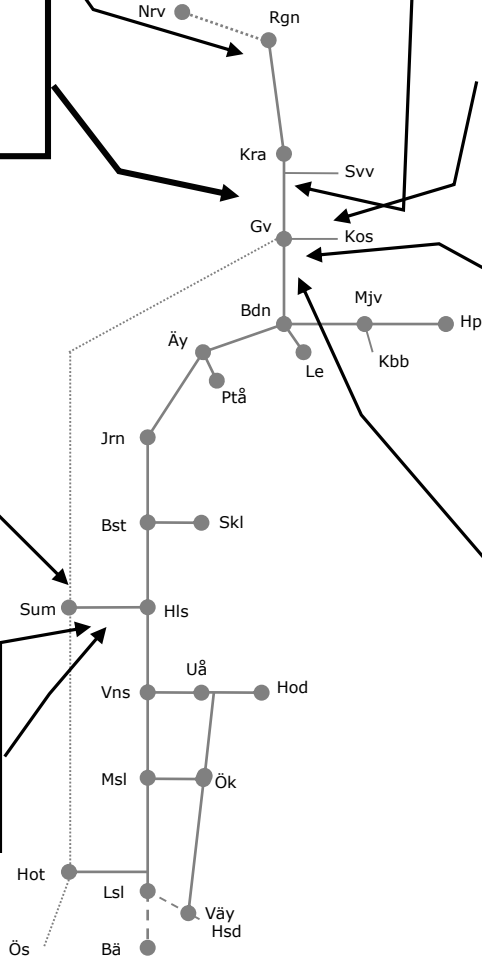 Nrv
Rgn
Kra
Svv
Gv
Kos
Bdn
Mjv
Hp
Äy
Le
Kbb
Ptå
Jrn
Bst
Skl
Sum
Hls
Uå
Vns
Hod
Msl
Ök
Hot
Lsl
Väy
Hsd
Ös
Bä